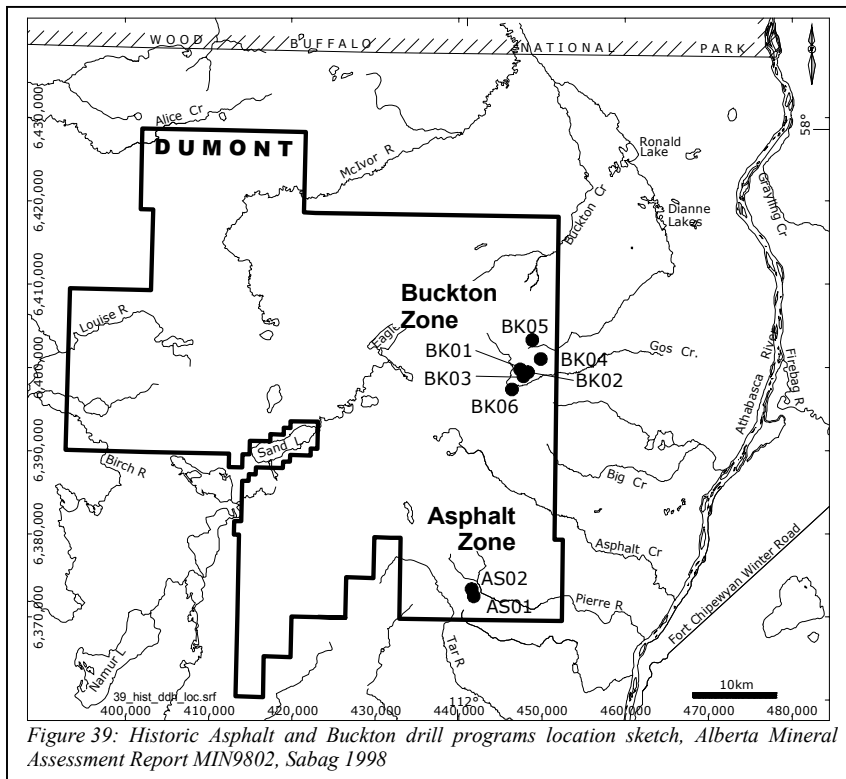 WOOD BUFFALO NATIONAL PARK
6,430,000
Alice Cr
58°
DUMONT
McIvor R
Ronald
Lake
6,420,000
Buckton Cr
Dianne
Lakes
Grayling Cr
6,410,000
Louise R
Buckton
Zone
BK05
Eagle
BK01
BK04
Gos Cr.
6,400,000
BK03
BK02
BK06
Athabasca River
Firebag R
6,390,000
Sand L
Birch R
Big Cr
6,380,000
Asphalt
Zone
Asphalt Cr
AS02
AS01
Pierre R
Fort Chipewyan Winter Road
6,370,000
Tar R
Namur L
39_hist_ddh_loc.srf
112°
10km
400,000 410,000 420,000 430,000 440,000 450,000 460,000 470,000 480,000
Figure 39: Historic Asphalt and Buckton drill programs location sketch, Alberta Mineral
Assessment Report MIN9802, Sabag 1998